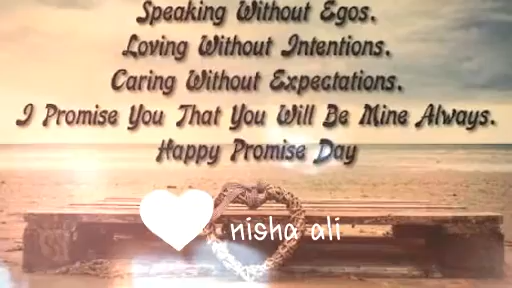 Speaking Without Egos.
Loving Without Intentions.
Caring Without Expectations.
I Promise You That You Will Be Mine Always.
Happy Promise Day
nisha ali